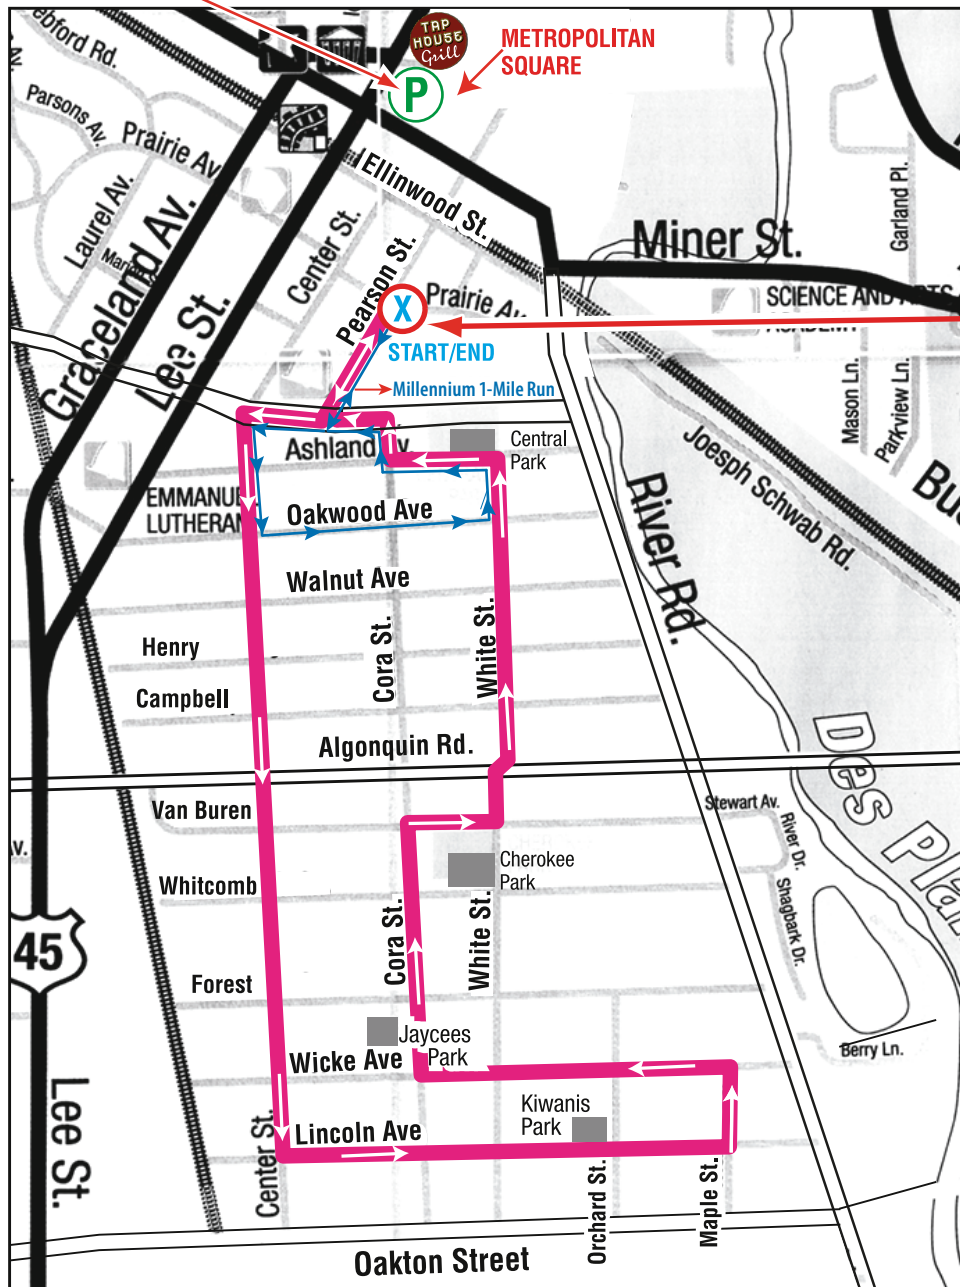 TAP
HOUSE
Grill
METROPOLITAN
SQUARE
P
ebford Rd.
Av.
Parsons Av.
Prairie Av
Laurel Av.
Graceland Av.
Lee St.
Center St.
Pearson St.
Ellinwood St.
Prairie Av
Miner St.
Garland Pl.
SCIENCE AND ARTS
ACADEMY
X
START/END
Millennium 1-Mile Run
Mason Ln.
Parkview Ln.
Joesph Schwab Rd.
River Rd.
Ashland
v
Central
Park
EMMANUE
LUTHERAN
Oakwood Ave
Walnut Ave
Henry
Campbell
Cora St.
White St.
Algonquin Rd.
Des Plain
Van Buren
Stewart Av.
River Dr.
Shagbark Dr.
v.
Whitcomb
Cherokee
Park
Cora St.
White St.
45
Forest
Jaycees
Park
Wicke Ave
Berry Ln.
Lee St.
Kiwanis
Park
Lincoln Ave
Center St.
Orchard St.
Maple St.
Oakton Street